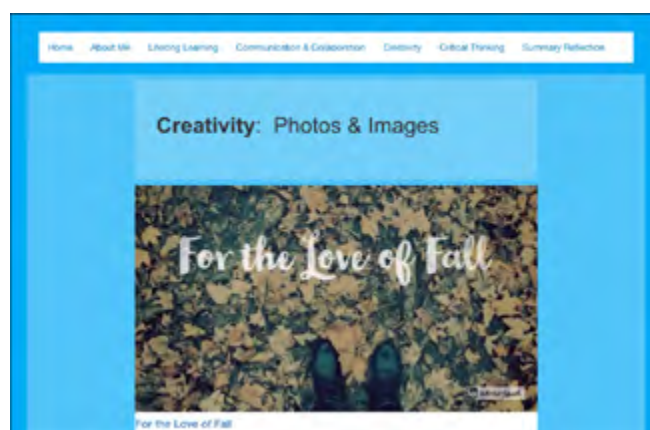 Home About Me Lifelong Learning Communication & Collaboration Creativity Critical Thinking Summary Reflection
Creativity: Photos & Images
For the Love of Fall
For the Love of Fall